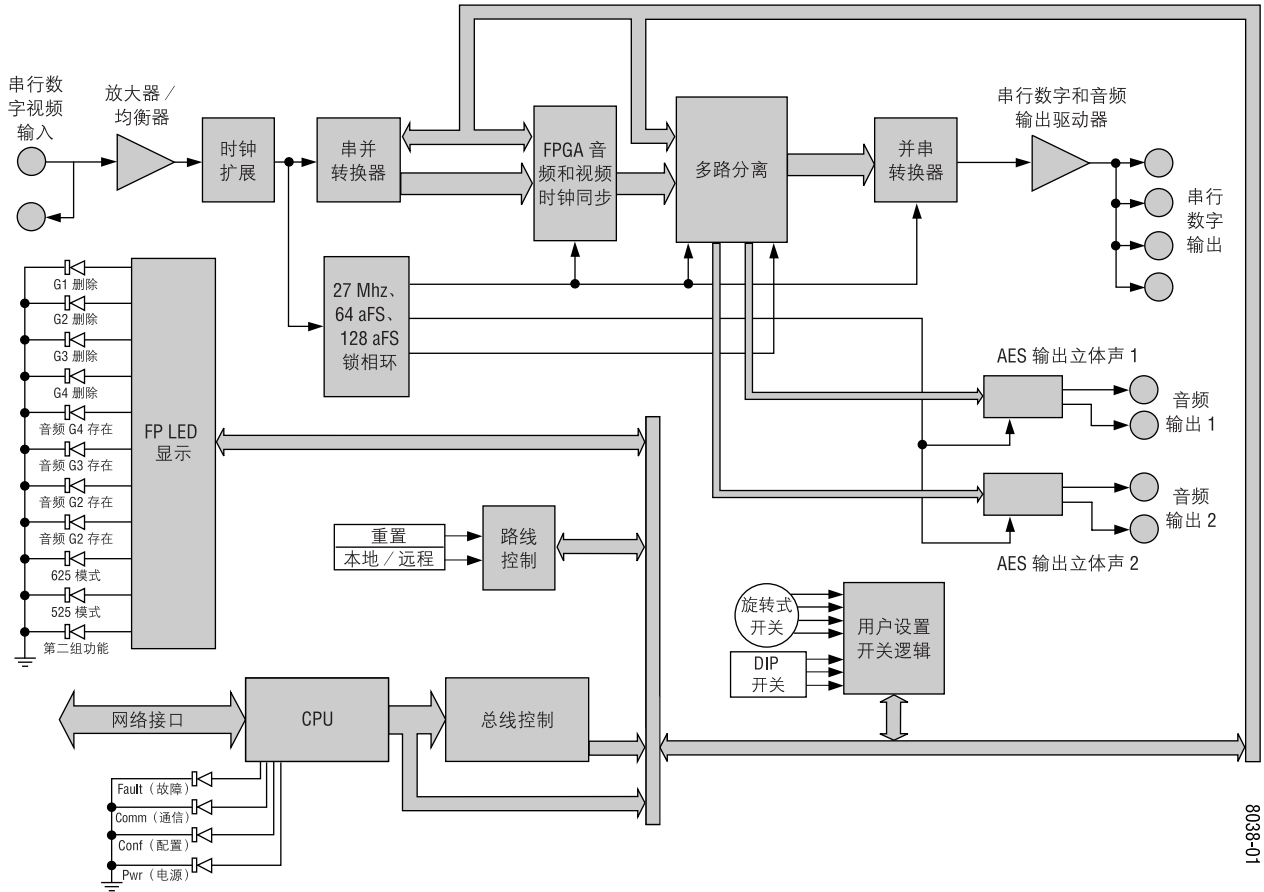 串行数
字视频
输入
放大器／
均衡器
时钟
扩展
串并
转换器
FPGA 音
频和视频
时钟同步
多路分离
并串
转换器
串行数字和音频
输出驱动器
串行
数字
输出
27 Mhz、
64 aFS、
128 aFS
锁相环
G1 删除
G2 删除
G3 删除
G4 删除
音频 G4 存在
音频 G3 存在
音频 G2 存在
音频 G2 存在
625 模式
525 模式
第二组功能
FP LED
显示
AES 输出立体声 1
音频
输出 1
音频
输出 2
AES 输出立体声 2
重置
本地／远程
路线
控制
旋转式
开关
DIP
开关
用户设置
开关逻辑
网络接口
CPU
总线控制
Fault（故障）
Comm（通信）
Conf（配置）
Pwr（电源）
8038-01